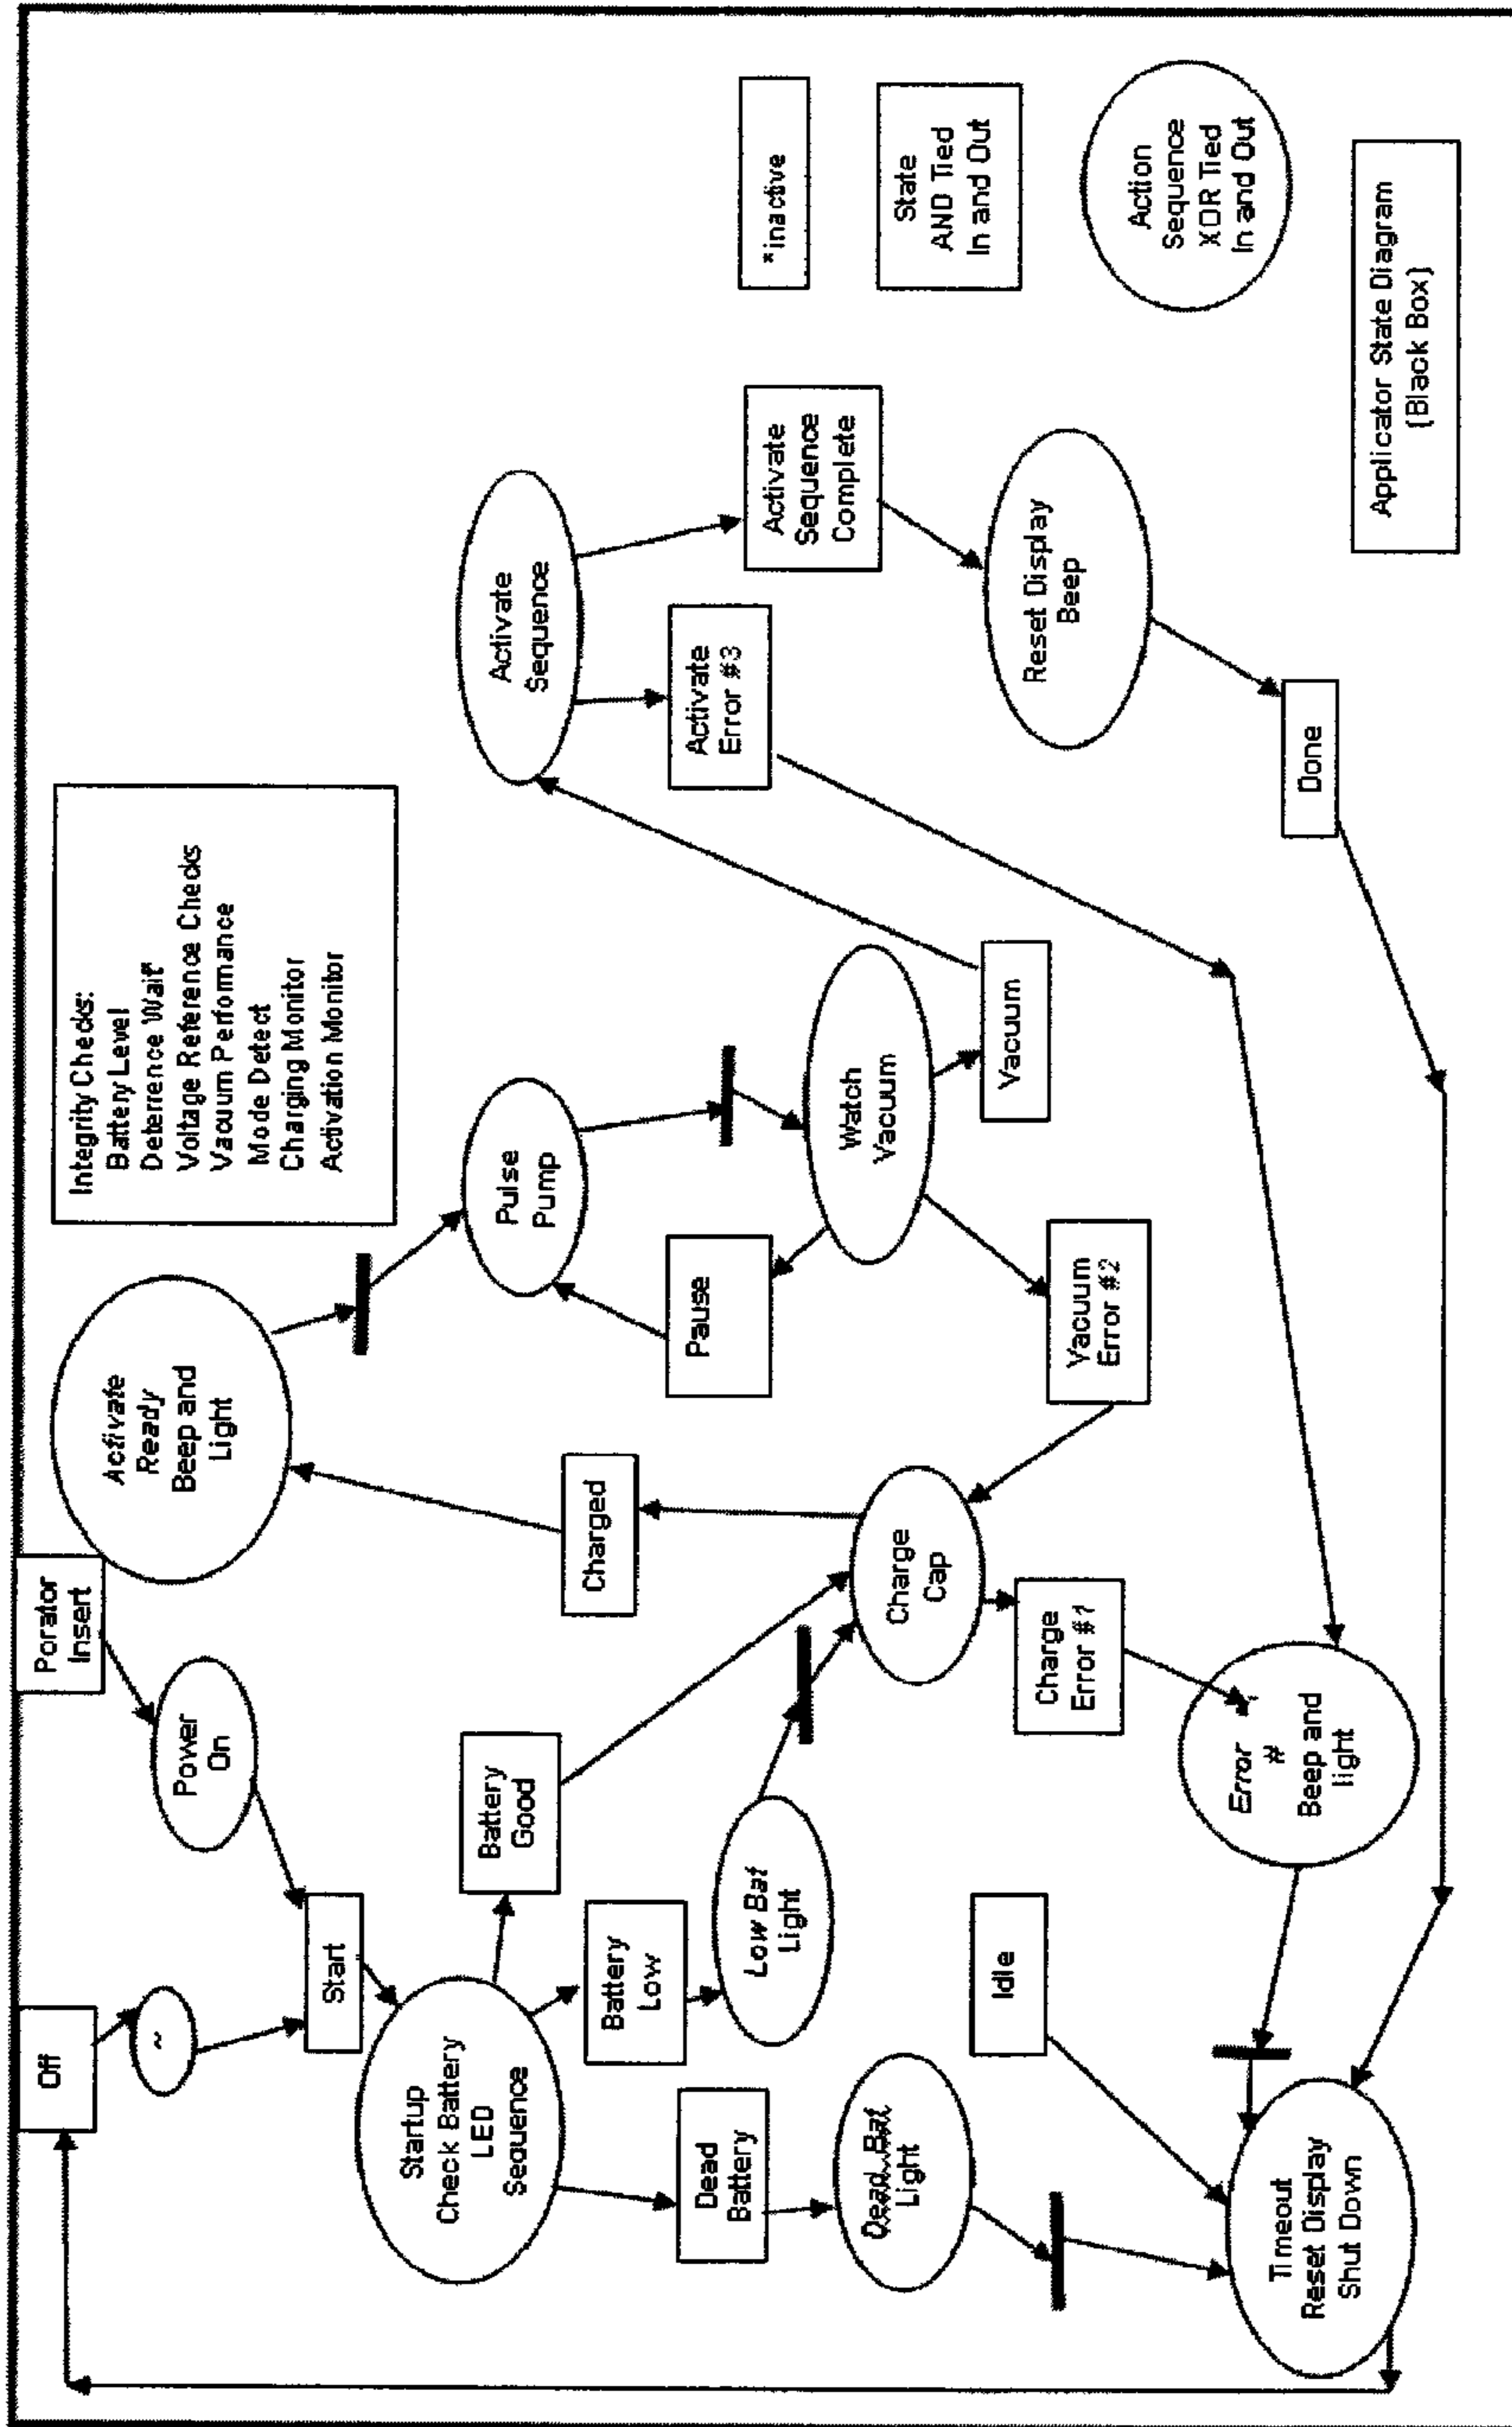 Off
~
Start
Porator
Insert
Power
On
Startup
Check Battery
LED
Sequence
Battery
Good
Battery
Low
Low Bat
Light
Dead
Battery
Dead Bat
Light
Idle
Timeout
Reset Display
Shut Down
Activate
Ready
Beep and
Light
Charged
Charge
Cap
Charge
Error #1
Error
#
Beep and
light
Integrity Checks:
Battery Level
Deterrence Wait*
Voltage Reference Checks
Vacuum Performance
Mode Detect
Charging Monitor
Activation Monitor
Pulse
Pump
Pause
Watch
Vacuum
Vacuum
Error #2
Vacuum
Activate
Sequence
Activate
Error #3
Activate
Sequence
Complete
Reset Display
Beep
Done
*inactive
State
AND Tied
In and Out
Action
Sequence
XOR Tied
In and Out
Applicator State Diagram
(Black Box)